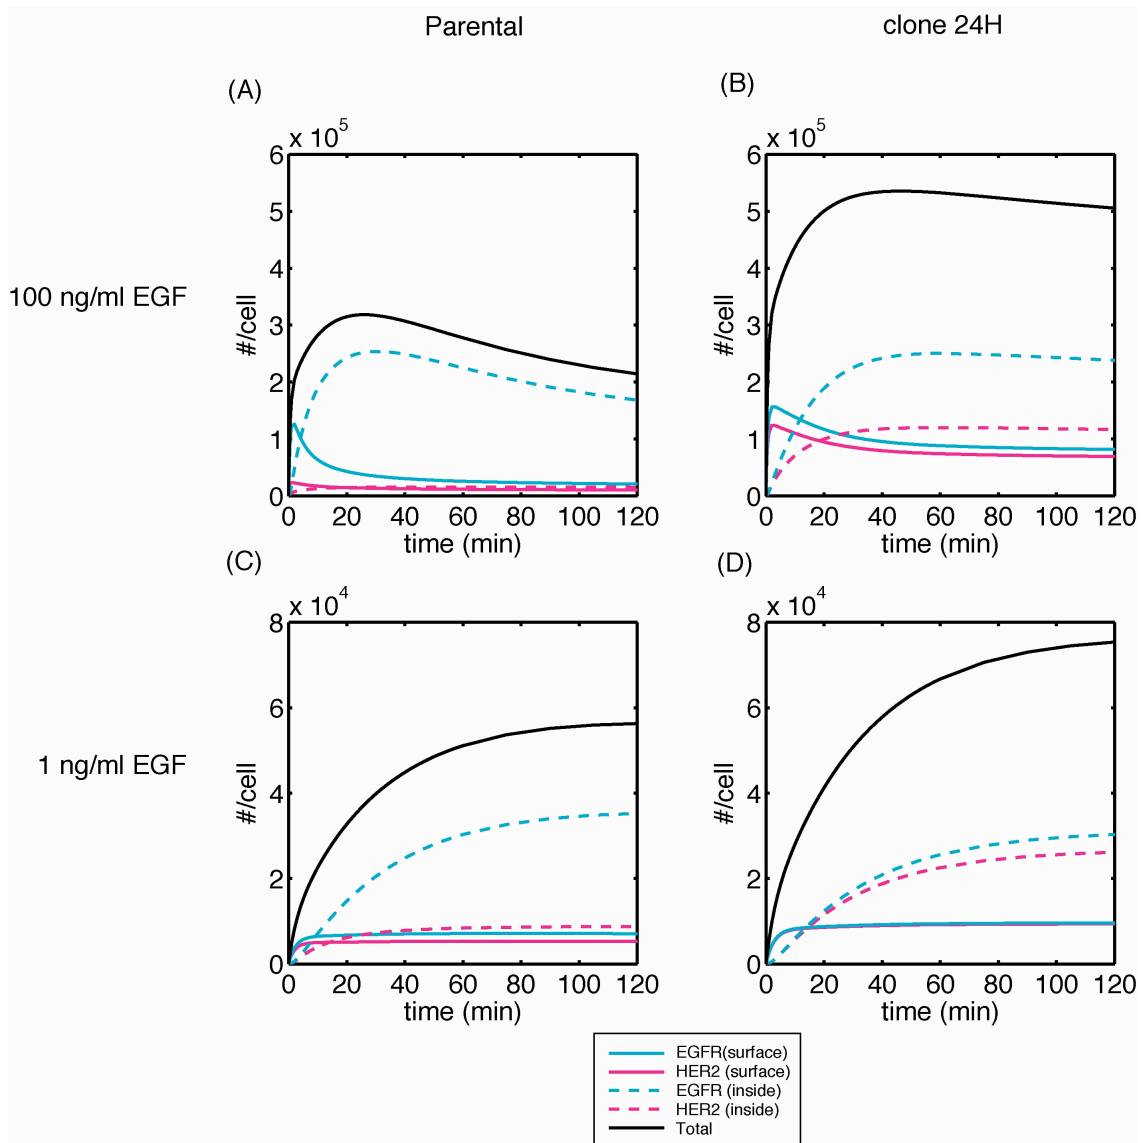 Parental clone 24H
(A) (B)
x 10^5 x 10^5
100 ng/ml EGF
#/cell
6
5
4
3
2
1
0
0 20 40 60 80 100 120
time (min)
#/cell
6
5
4
3
2
1
0
0 20 40 60 80 100 120
time (min)
(C) (D)
x 10^4 x 10^4
1 ng/ml EGF
#/cell
8
6
4
2
0
0 20 40 60 80 100 120
time (min)
#/cell
8
6
4
2
0
0 20 40 60 80 100 120
time (min)
EGFR(surface)
HER2 (surface)
EGFR (inside)
HER2 (inside)
Total